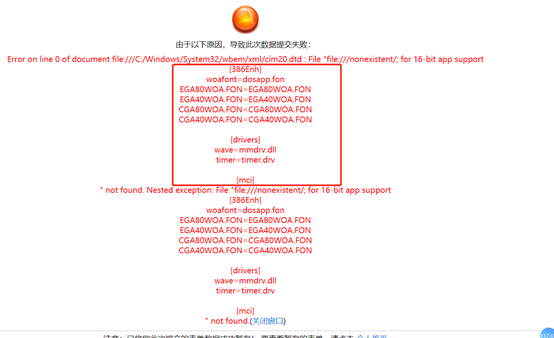 由于以下原因，导致此次数据提交失败：
Error on line 0 of document file:///C:/Windows/System32/wbem/xml/cim20.dtd : File "file:///nonexistent/; for 16-bit app support
[386Enh]
woafont=dosapp.fon
EGA80WOA.FON=EGA80WOA.FON
EGA40WOA.FON=EGA40WOA.FON
CGA80WOA.FON=CGA80WOA.FON
CGA40WOA.FON=CGA40WOA.FON
[drivers]
wave=mmdrv.dll
timer=timer.drv
[mci]
" not found. Nested exception: File "file:///nonexistent/; for 16-bit app support
[386Enh]
woafont=dosapp.fon
EGA80WOA.FON=EGA80WOA.FON
EGA40WOA.FON=EGA40WOA.FON
CGA80WOA.FON=CGA80WOA.FON
CGA40WOA.FON=CGA40WOA.FON
[drivers]
wave=mmdrv.dll
timer=timer.drv
[mci]
" not found.(关闭窗口)